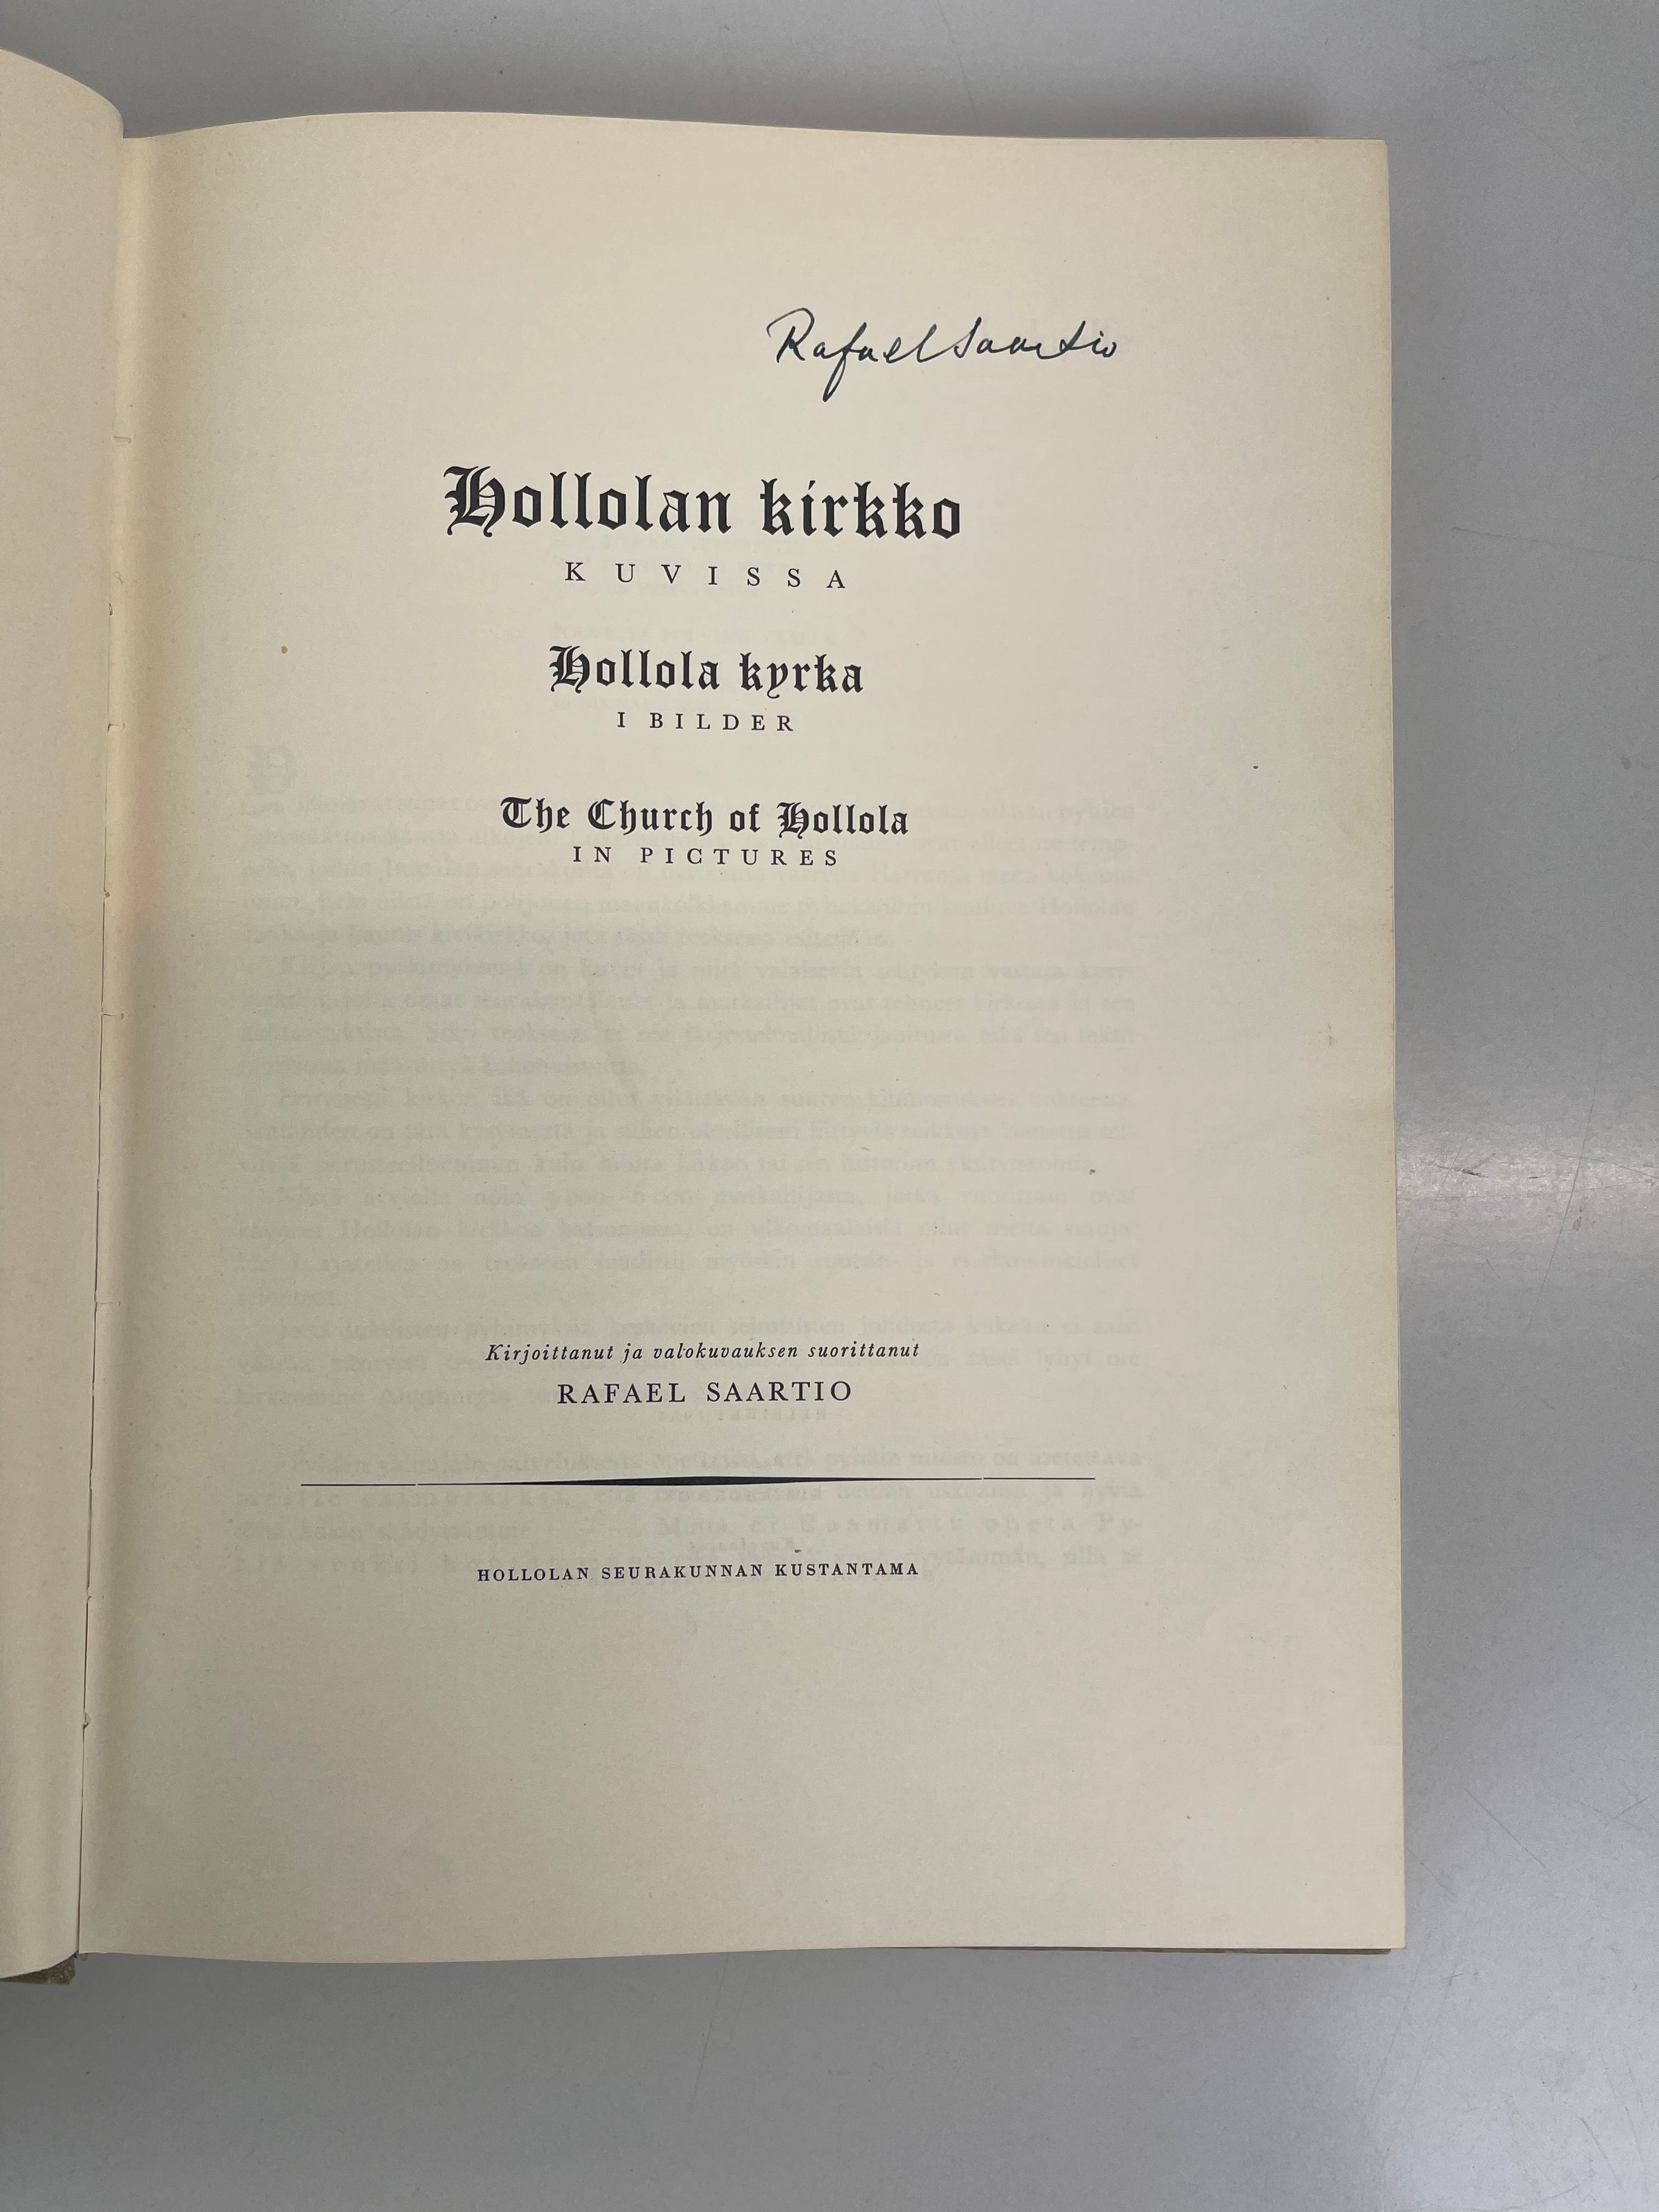 Rafael Saartio
Hollolan kirkko
KUVISSA
Hollola kyrka
I BILDER
The Church of Hollola
IN PICTURES
Kirjoittanut ja valokuvauksen suorittanut
RAFAEL SAARTIO
HOLLOLAN SEURAKUNNAN KUSTANTAMA